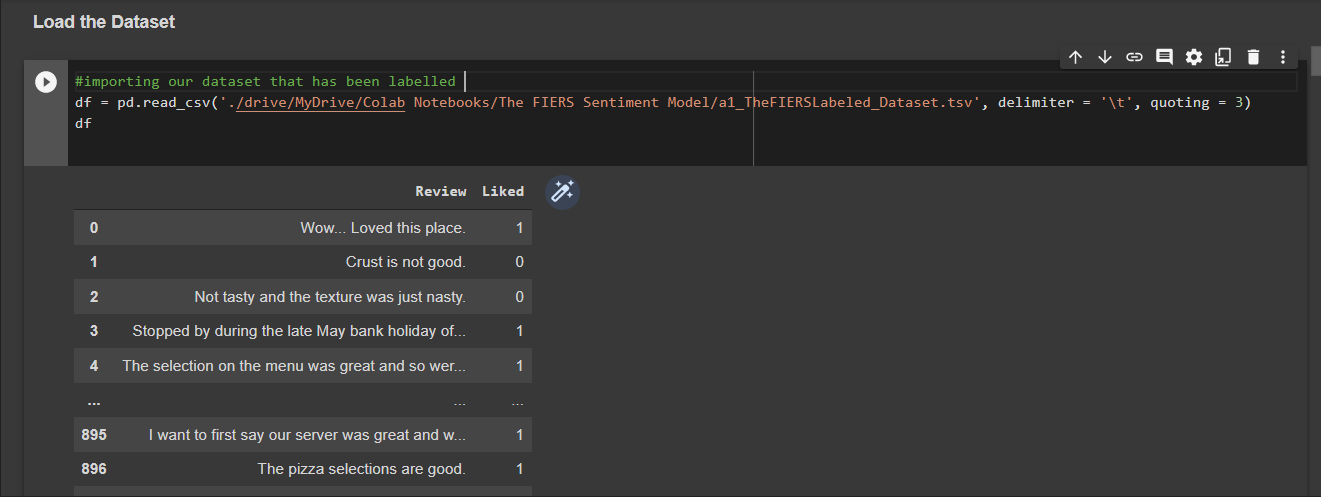 Load the Dataset
#importing our dataset that has been labelled
df = pd.read_csv('./drive/MyDrive/Colab Notebooks/The FIERS Sentiment Model/a1_TheFIERSLabeled_Dataset.tsv', delimiter = '\t', quoting = 3)
df
Review Liked
0 Wow... Loved this place. 1
1 Crust is not good. 0
2 Not tasty and the texture was just nasty. 0
3 Stopped by during the late May bank holiday of... 1
4 The selection on the menu was great and so wer... 1
... ... ...
895 I want to first say our server was great and w... 1
896 The pizza selections are good. 1